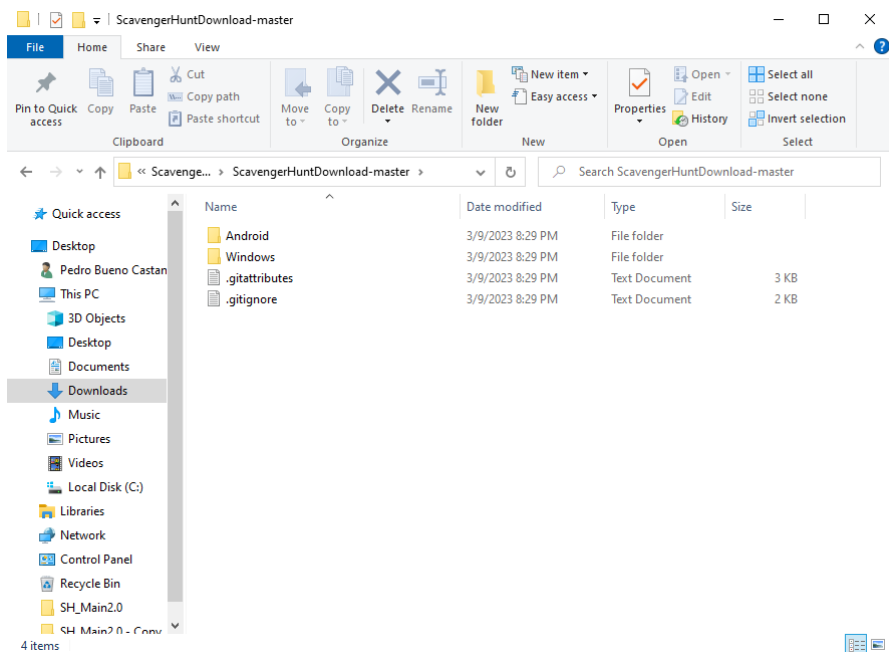 ScavengerHuntDownload-master
File Home Share View
Pin to Quick access
Copy
Paste
Cut
Copy path
Paste shortcut
Clipboard
Move to
Copy to
Delete
Rename
Organize
New folder
New item
Easy access
New
Properties
Open
Edit
History
Open
Select all
Select none
Invert selection
Select
« Scavenge... › ScavengerHuntDownload-master ›
Search ScavengerHuntDownload-master
Name Date modified Type Size
Android 3/9/2023 8:29 PM File folder
Windows 3/9/2023 8:29 PM File folder
.gitattributes 3/9/2023 8:29 PM Text Document 3 KB
.gitignore 3/9/2023 8:29 PM Text Document 2 KB
Quick access
Desktop
Pedro Bueno Castan
This PC
3D Objects
Desktop
Documents
Downloads
Music
Pictures
Videos
Local Disk (C:)
Libraries
Network
Control Panel
Recycle Bin
SH_Main2.0
SH_Main2.0 - Copy
4 items